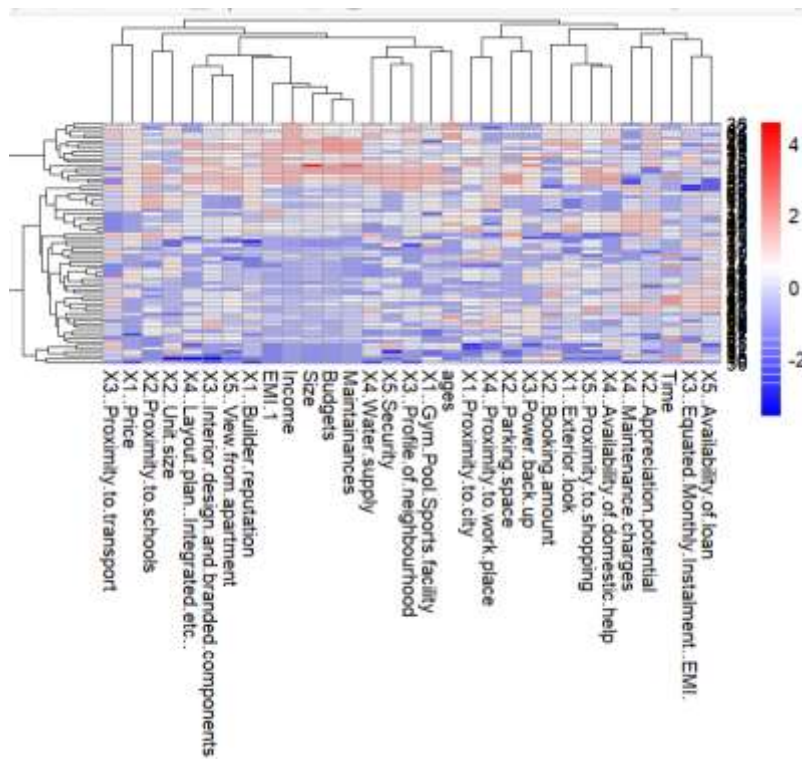 4
2
0
-2
X3..Proximity.to.transport
X1..Price
X2.Proximity.to.schools
X2..Unit.size
X4..Layout.plan..Integrated.etc..
X3..Interior.design.and.branded.components
X5..View.from.apartment
X1..Builder.reputation
EMI.1
Income
Size
Budgets
Maintainances
X4.Water.supply
X5.Security
X3..Profile.of.neighbourhood
X1..Gym.Pool.Sports.facility
ages
X1.Proximity.to.city
X4..Proximity.to.work.place
X2..Parking.space
X3.Power.back.up
X2..Booking.amount
X1..Exterior.look
X5..Proximity.to.shopping
X4..Availability.of.domestic.help
X4..Maintenance.charges
X2..Appreciation.potential
Time
X3..Equated.Monthly.Instalment..EMI.
X5..Availability.of.loan